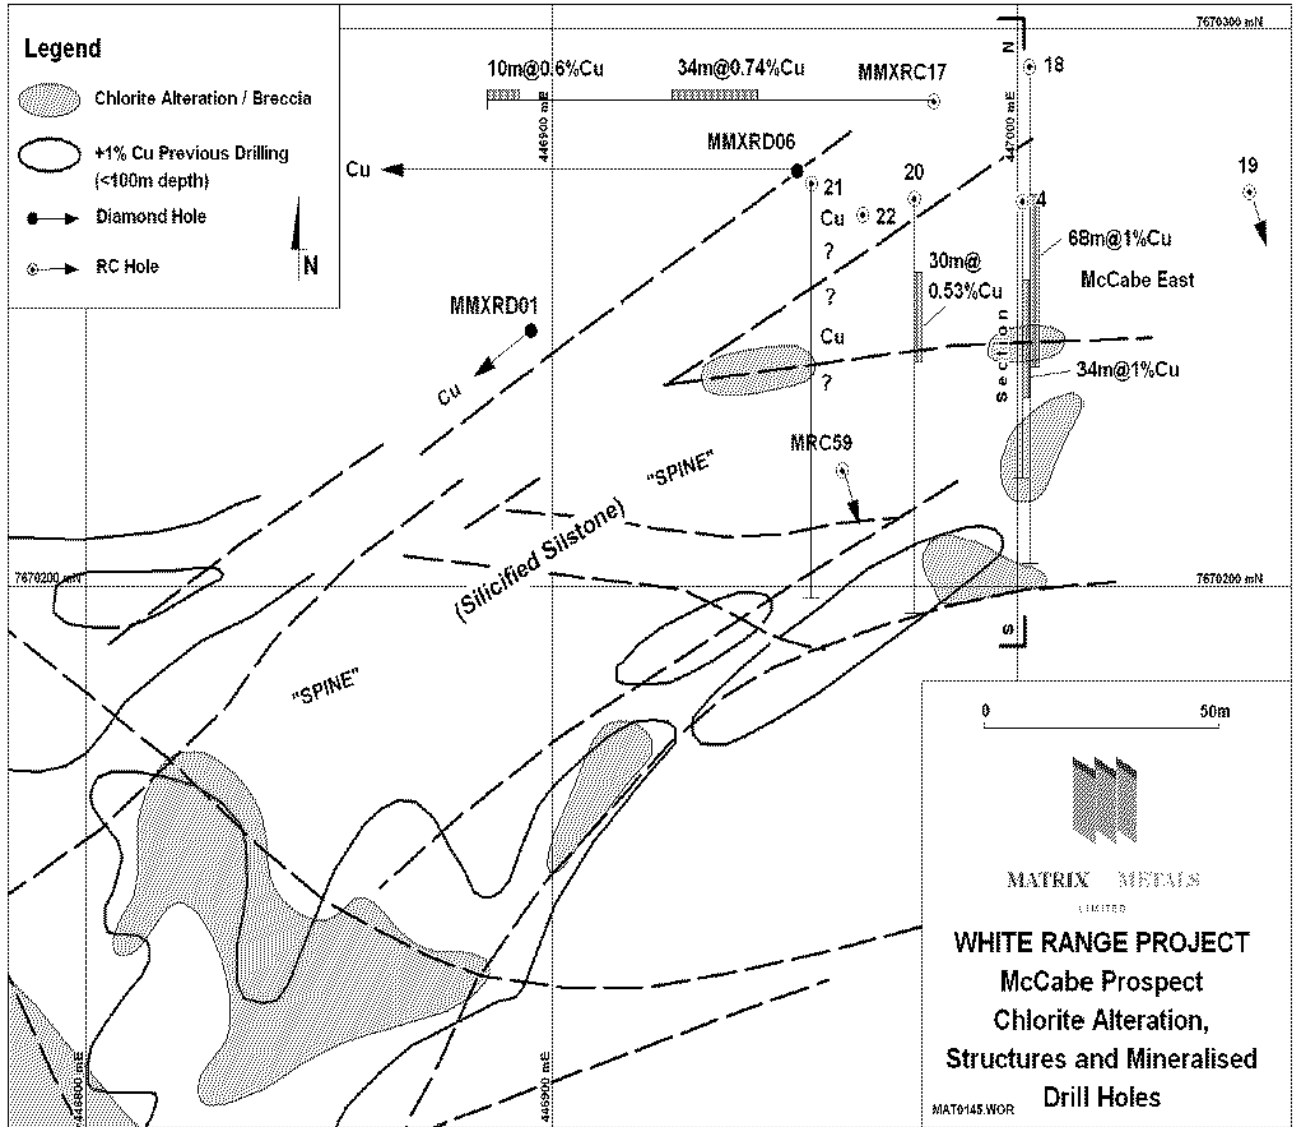 Legend
Chlorite Alteration / Breccia
+1% Cu Previous Drilling
(<100m depth)
Diamond Hole
RC Hole
N
7670300 mN
10m@0.6%Cu
34m@0.74%Cu
MMXRC17
N
18
446900 mE
447000 mE
MMXRD06
Cu
21
20
19
4
Cu
22
?
68m@1%Cu
30m@
0.53%Cu
McCabe East
?
MMXRD01
Section
Cu
34m@1%Cu
?
Cu
MRC59
"SPINE"
(Silicified Silstone)
7670200 mN
7670200 mN
S
"SPINE"
0
50m
MATRIX METALS
LIMITED
WHITE RANGE PROJECT
McCabe Prospect
Chlorite Alteration,
Structures and Mineralised
Drill Holes
MAT0145.WOR
446800 mE
446900 mE